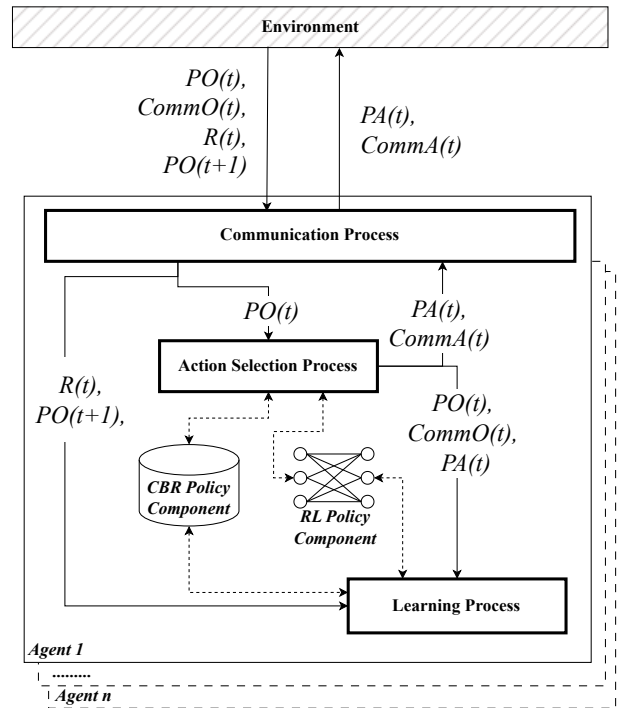 Environment
PO(t),
CommO(t),
R(t),
PO(t+1)
PA(t),
CommA(t)
Communication Process
PO(t)
PA(t),
CommA(t)
Action Selection Process
R(t),
PO(t+1),
PO(t),
CommO(t),
PA(t)
CBR Policy
Component
RL Policy
Component
Learning Process
Agent 1
.........
Agent n